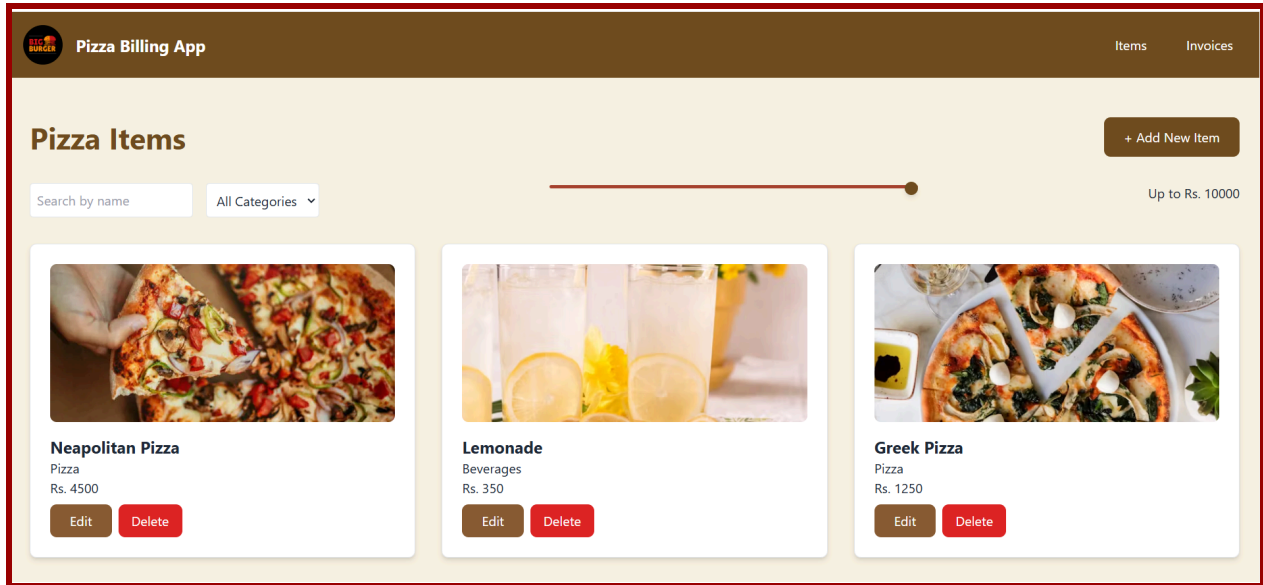 BIG
BURGER
Pizza Billing App
Items
Invoices
Pizza Items
+ Add New Item
Search by name
All Categories
Up to Rs. 10000
Neapolitan Pizza
Pizza
Rs. 4500
Edit
Delete
Lemonade
Beverages
Rs. 350
Edit
Delete
Greek Pizza
Pizza
Rs. 1250
Edit
Delete